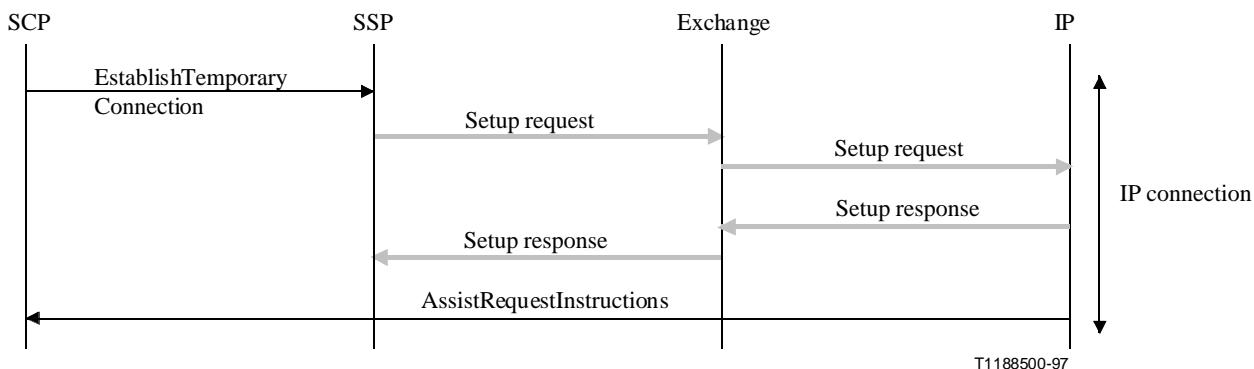 SCP
SSP
Exchange
IP
EstablishTemporary
Connection
Setup request
Setup request
IP connection
Setup response
Setup response
AssistRequestInstructions
T1188500-97